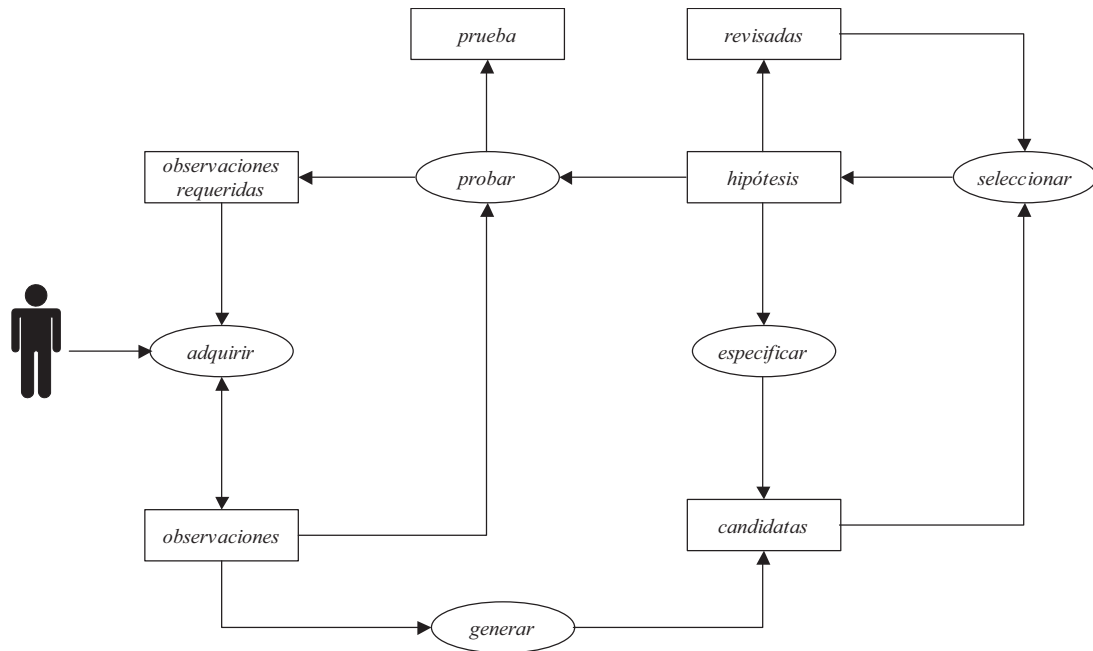 prueba
revisadas
observaciones
requeridas
probar
hipótesis
seleccionar
adquirir
especificar
observaciones
candidatas
generar